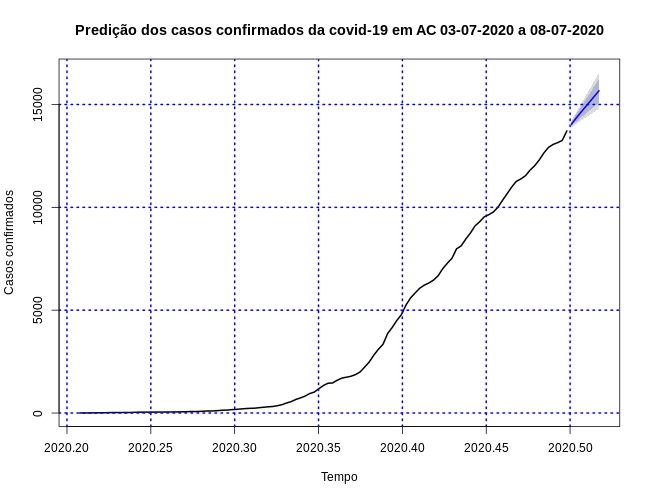 Predição dos casos confirmados da covid-19 em AC 03-07-2020 a 08-07-2020
Casos confirmados
15000
10000
5000
0
2020.20 2020.25 2020.30 2020.35 2020.40 2020.45 2020.50
Tempo